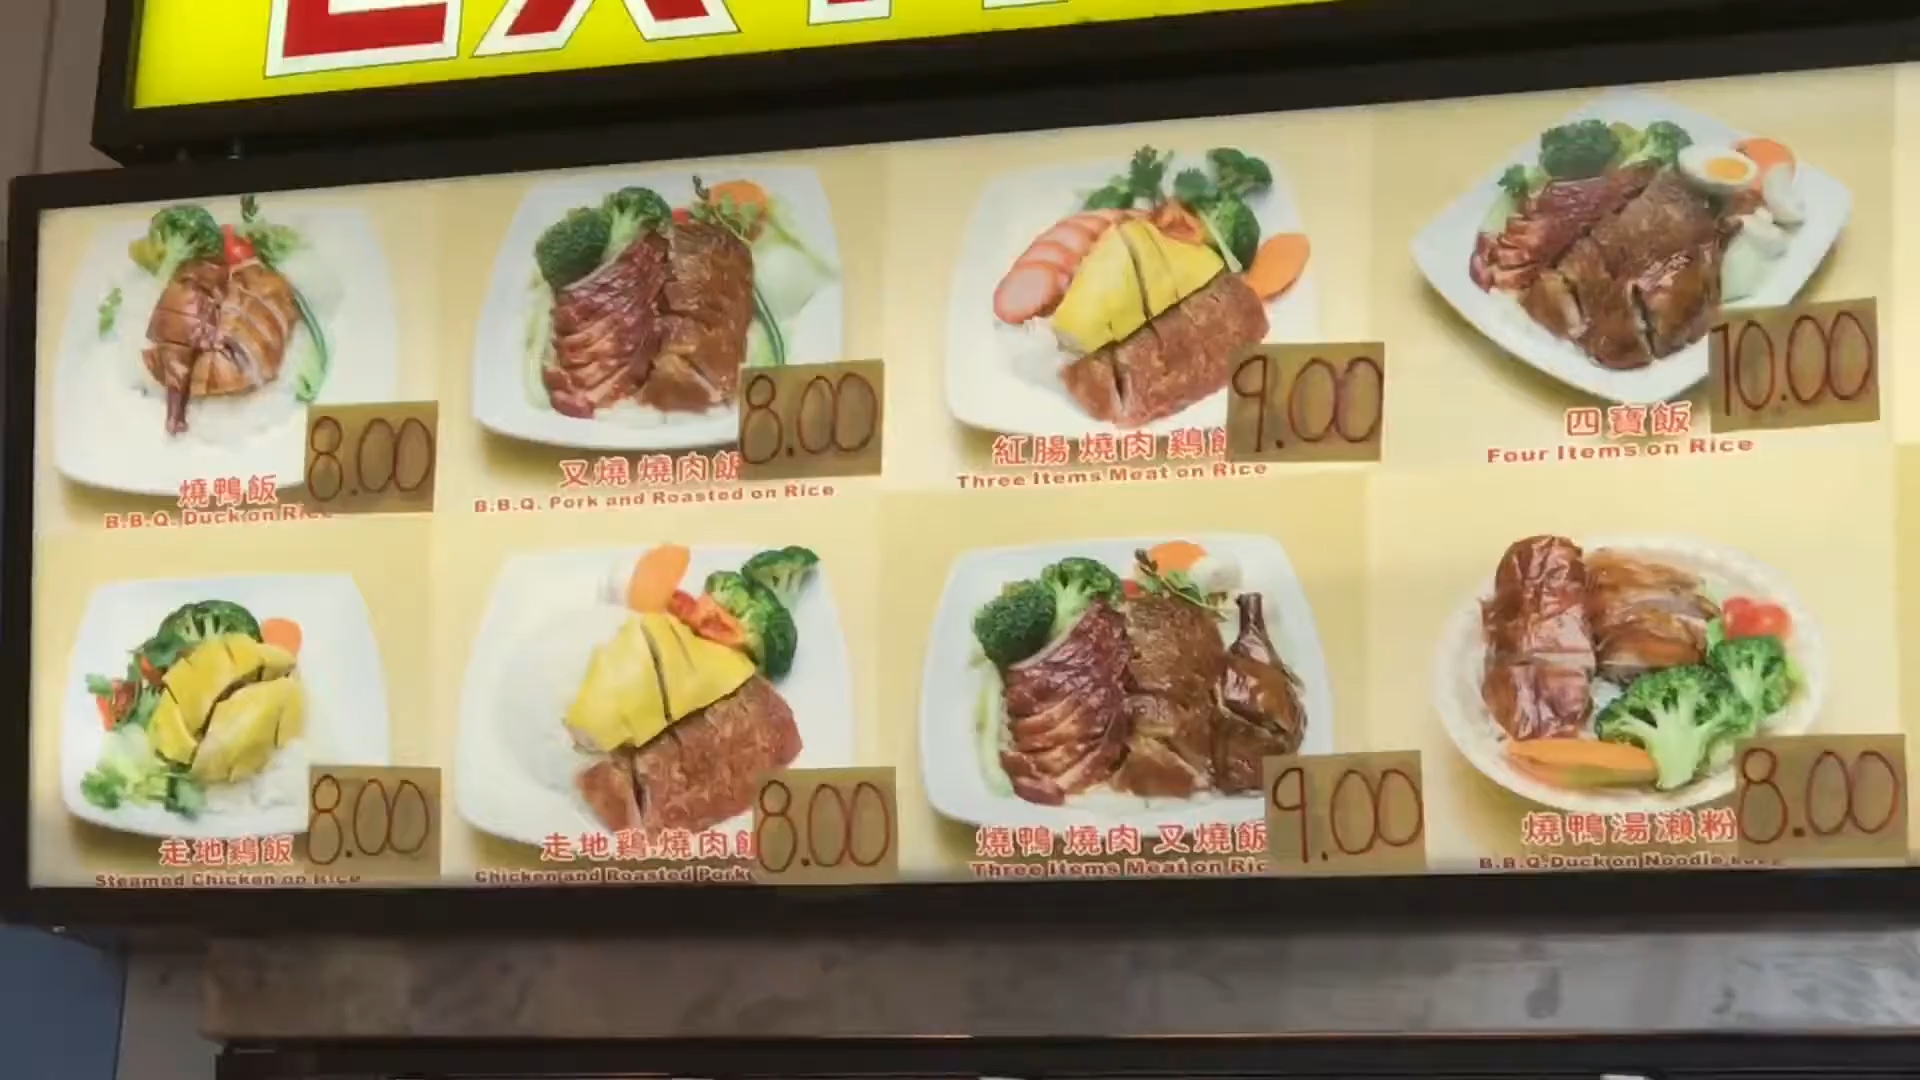 8.00
燒鴨飯
B.B.Q. Duck on Rice
8.00
叉燒 燒肉飯
B.B.Q. Pork and Roasted on Rice
9.00
紅腸 燒肉 鷄飯
Three Items Meat on Rice
10.00
四寶飯
Four Items on Rice
8.00
走地鷄飯
Steamed Chicken on Rice
8.00
走地鷄 燒肉飯
Chicken and Roasted Pork
9.00
燒鴨 燒肉 叉燒飯
Three Items Meat on Ric
8.00
燒鴨湯瀨粉
B.B.Q. Duck on Noodle